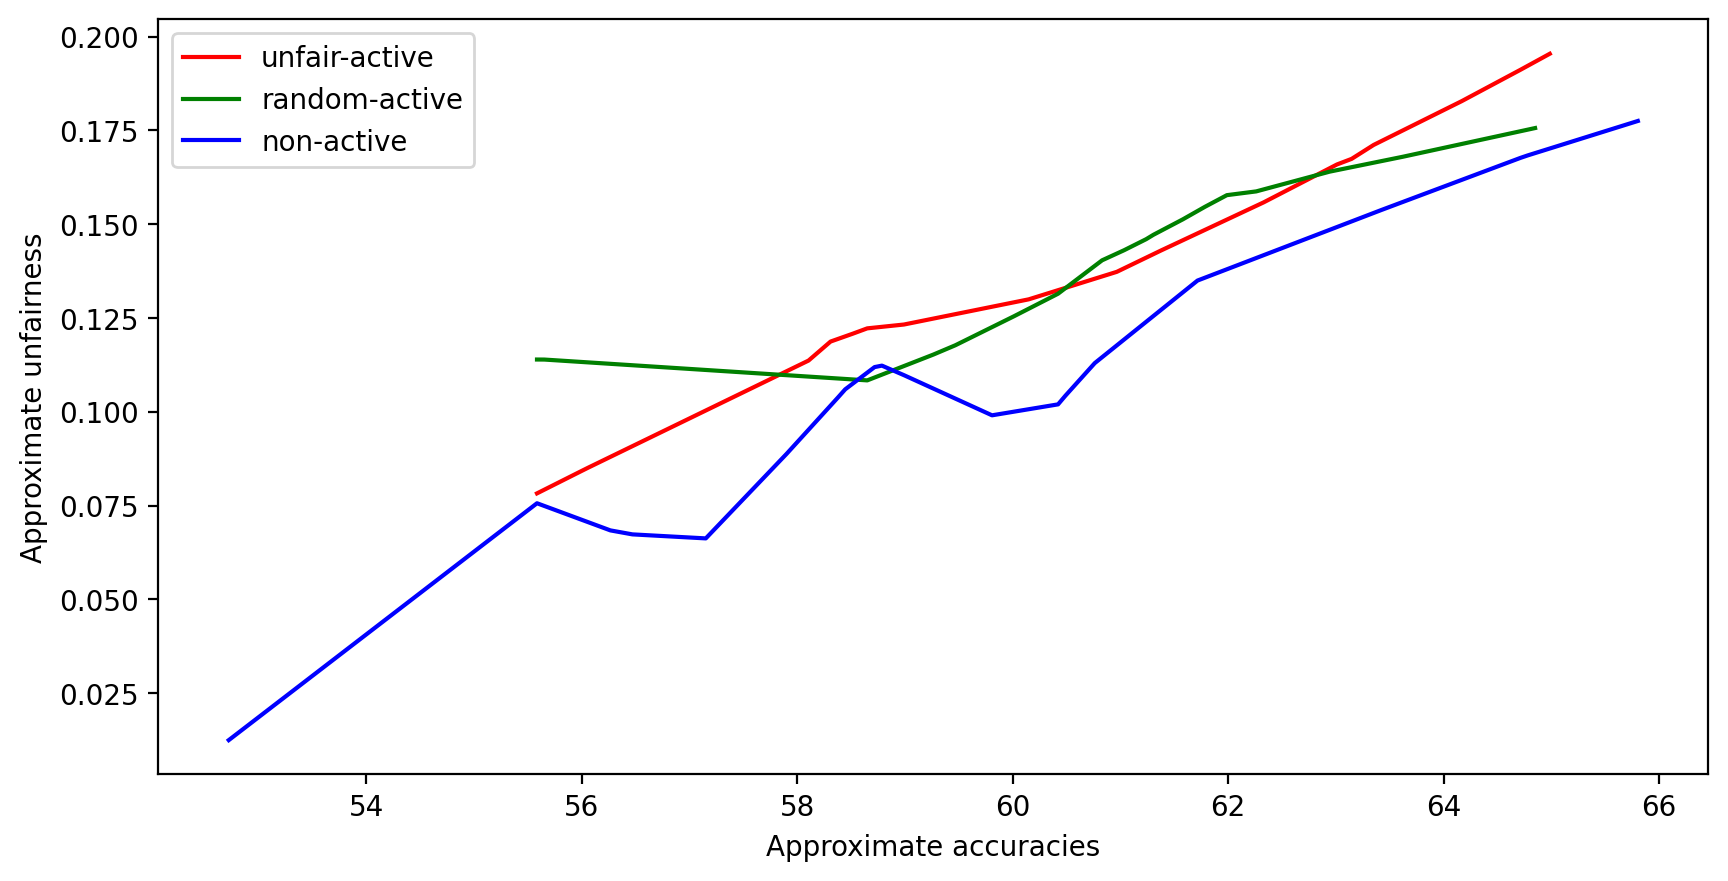 0.200
0.175
0.150
0.125
0.100
0.075
0.050
0.025
Approximate unfairness
unfair-active
random-active
non-active
54 56 58 60 62 64 66
Approximate accuracies